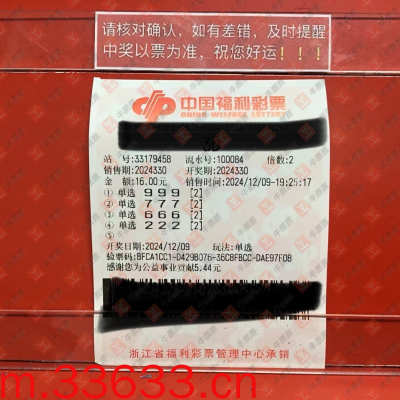 请核对确认，如有差错，及时提醒
中奖以票为准，祝您好运！！！
中国福利彩票
CHINA WELFARE LOTTERY
站 号:33179458 流水号:100084 倍数:2
销售期:2024330 开奖期:2024330
金 额:16.00元 销售时间:2024/12/09-19:25:17
① 单选 9 9 9 [2]
② 单选 7 7 7 [2]
③ 单选 6 6 6 [2]
④ 单选 2 2 2 [2]
开奖日期:2024/12/09 玩法:单选
验票码:BFCA1CC1-D429B076-36CBFBCC-DAE97F0B
感谢您为公益事业贡献5.44元
浙江省福利彩票管理中心承销
m.33633.cn